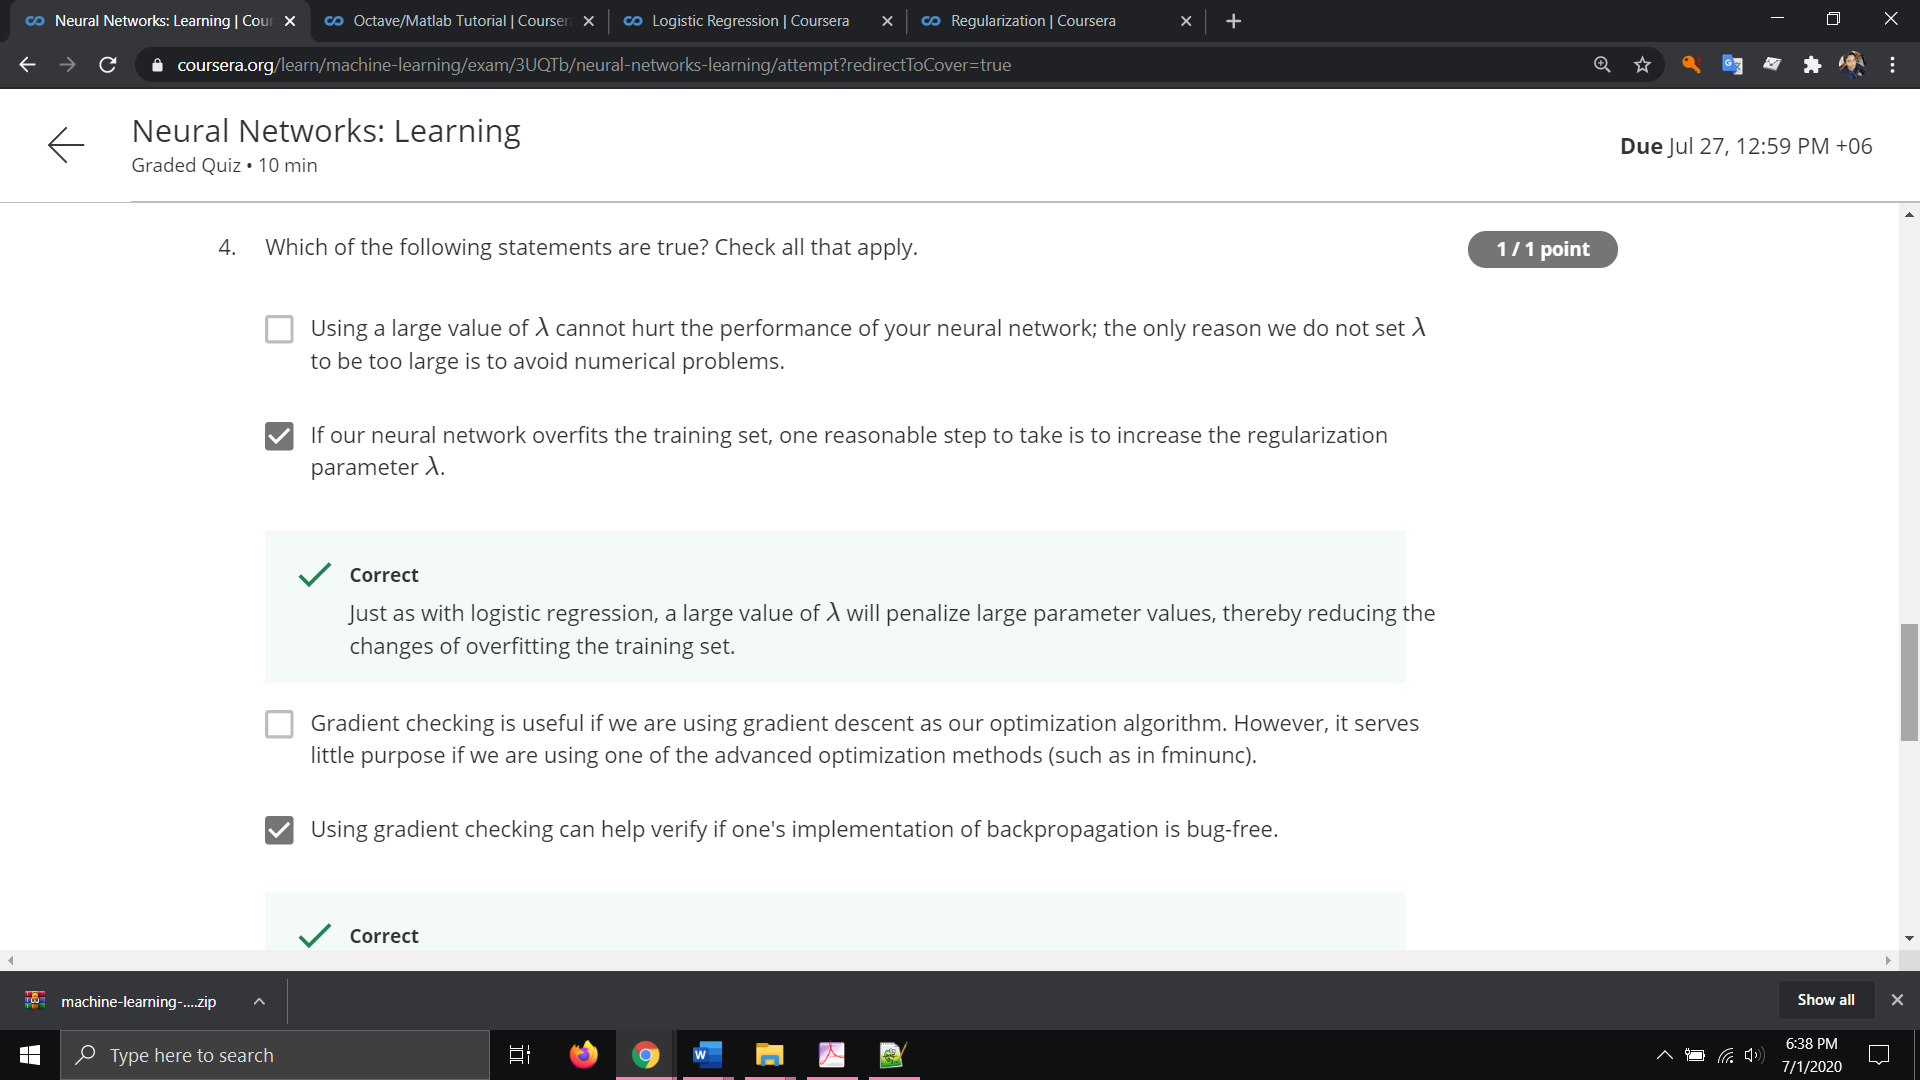 Neural Networks: Learning | Cour
Octave/Matlab Tutorial | Courser
Logistic Regression | Coursera
Regularization | Coursera
coursera.org/learn/machine-learning/exam/3UQTb/neural-networks-learning/attempt?redirectToCover=true
Neural Networks: Learning
Graded Quiz • 10 min
Due Jul 27, 12:59 PM +06
4. Which of the following statements are true? Check all that apply.
1 / 1 point
Using a large value of λ cannot hurt the performance of your neural network; the only reason we do not set λ
to be too large is to avoid numerical problems.
If our neural network overfits the training set, one reasonable step to take is to increase the regularization
parameter λ.
Correct
Just as with logistic regression, a large value of λ will penalize large parameter values, thereby reducing the
changes of overfitting the training set.
Gradient checking is useful if we are using gradient descent as our optimization algorithm. However, it serves
little purpose if we are using one of the advanced optimization methods (such as in fminunc).
Using gradient checking can help verify if one's implementation of backpropagation is bug-free.
Correct
machine-learning-....zip
Show all
Type here to search
6:38 PM
7/1/2020